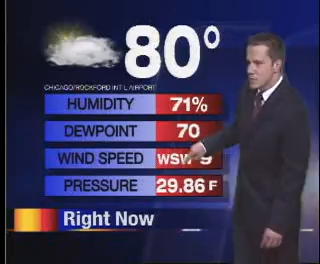 80°
CHICAGO/ROCKFORD INT'L AIRPORT
HUMIDITY 71%
DEWPOINT 70
WIND SPEED WSW 9
PRESSURE 29.86 F
Right Now